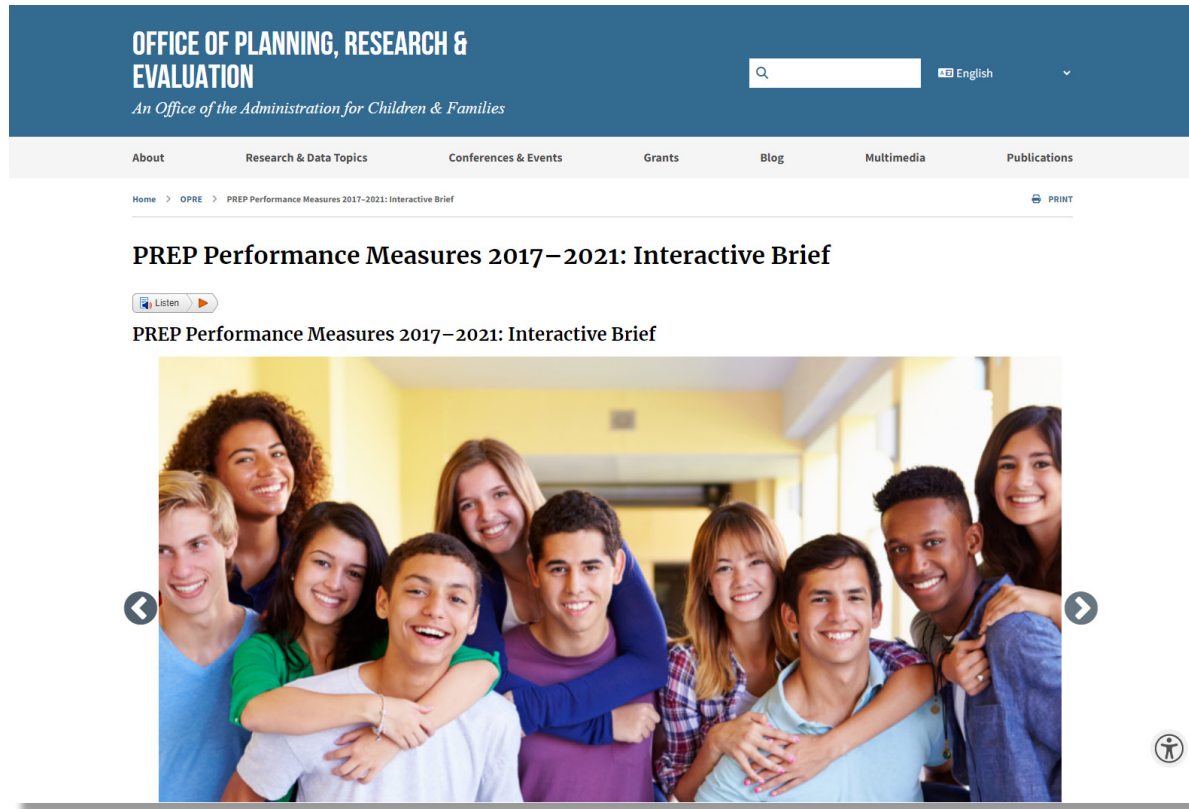 OFFICE OF PLANNING, RESEARCH &
EVALUATION
An Office of the Administration for Children & Families
English
About Research & Data Topics Conferences & Events Grants Blog Multimedia Publications
Home > OPRE > PREP Performance Measures 2017-2021: Interactive Brief PRINT
PREP Performance Measures 2017–2021: Interactive Brief
Listen
PREP Performance Measures 2017–2021: Interactive Brief